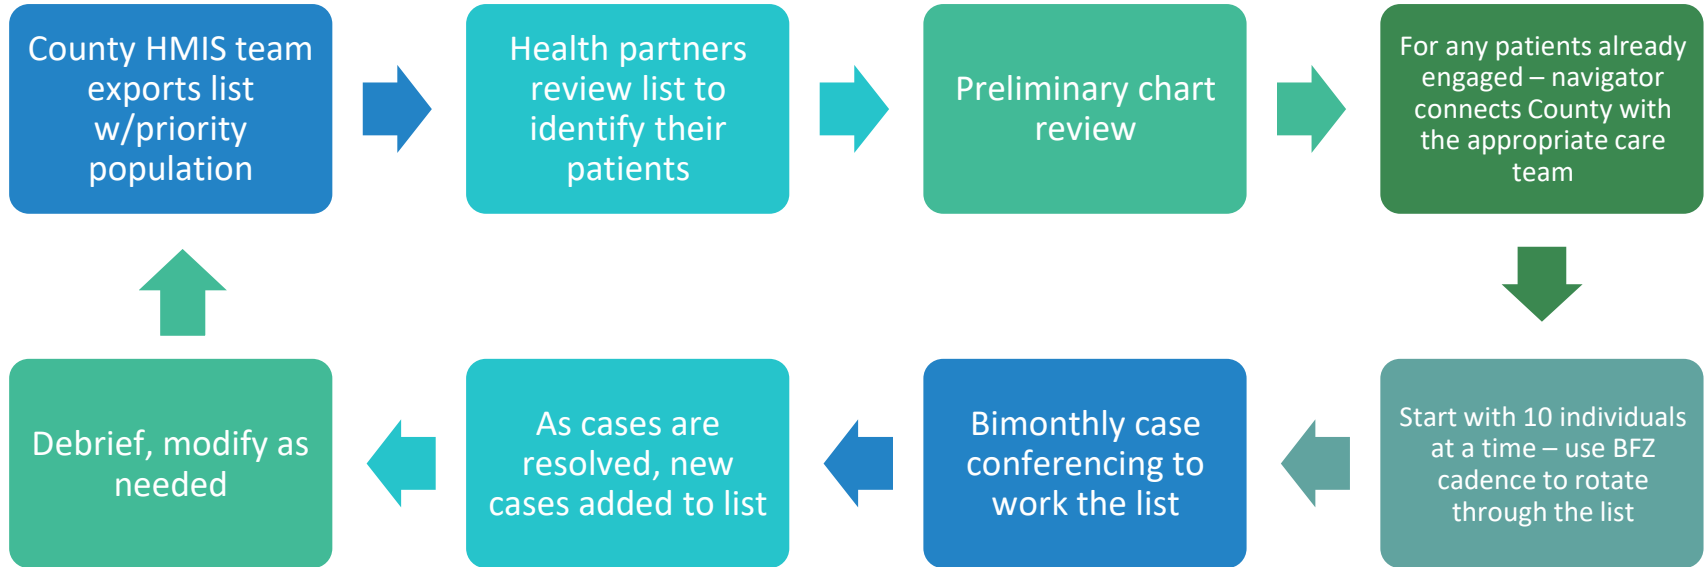 County HMIS team
exports list
w/priority
population
Health partners
review list to
identify their
patients
Preliminary chart
review
For any patients already
engaged – navigator
connects County with
the appropriate care
team
Start with 10 individuals
at a time – use BFZ
cadence to rotate
through the list
Bimonthly case
conferencing to
work the list
As cases are
resolved, new
cases added to list
Debrief, modify as
needed